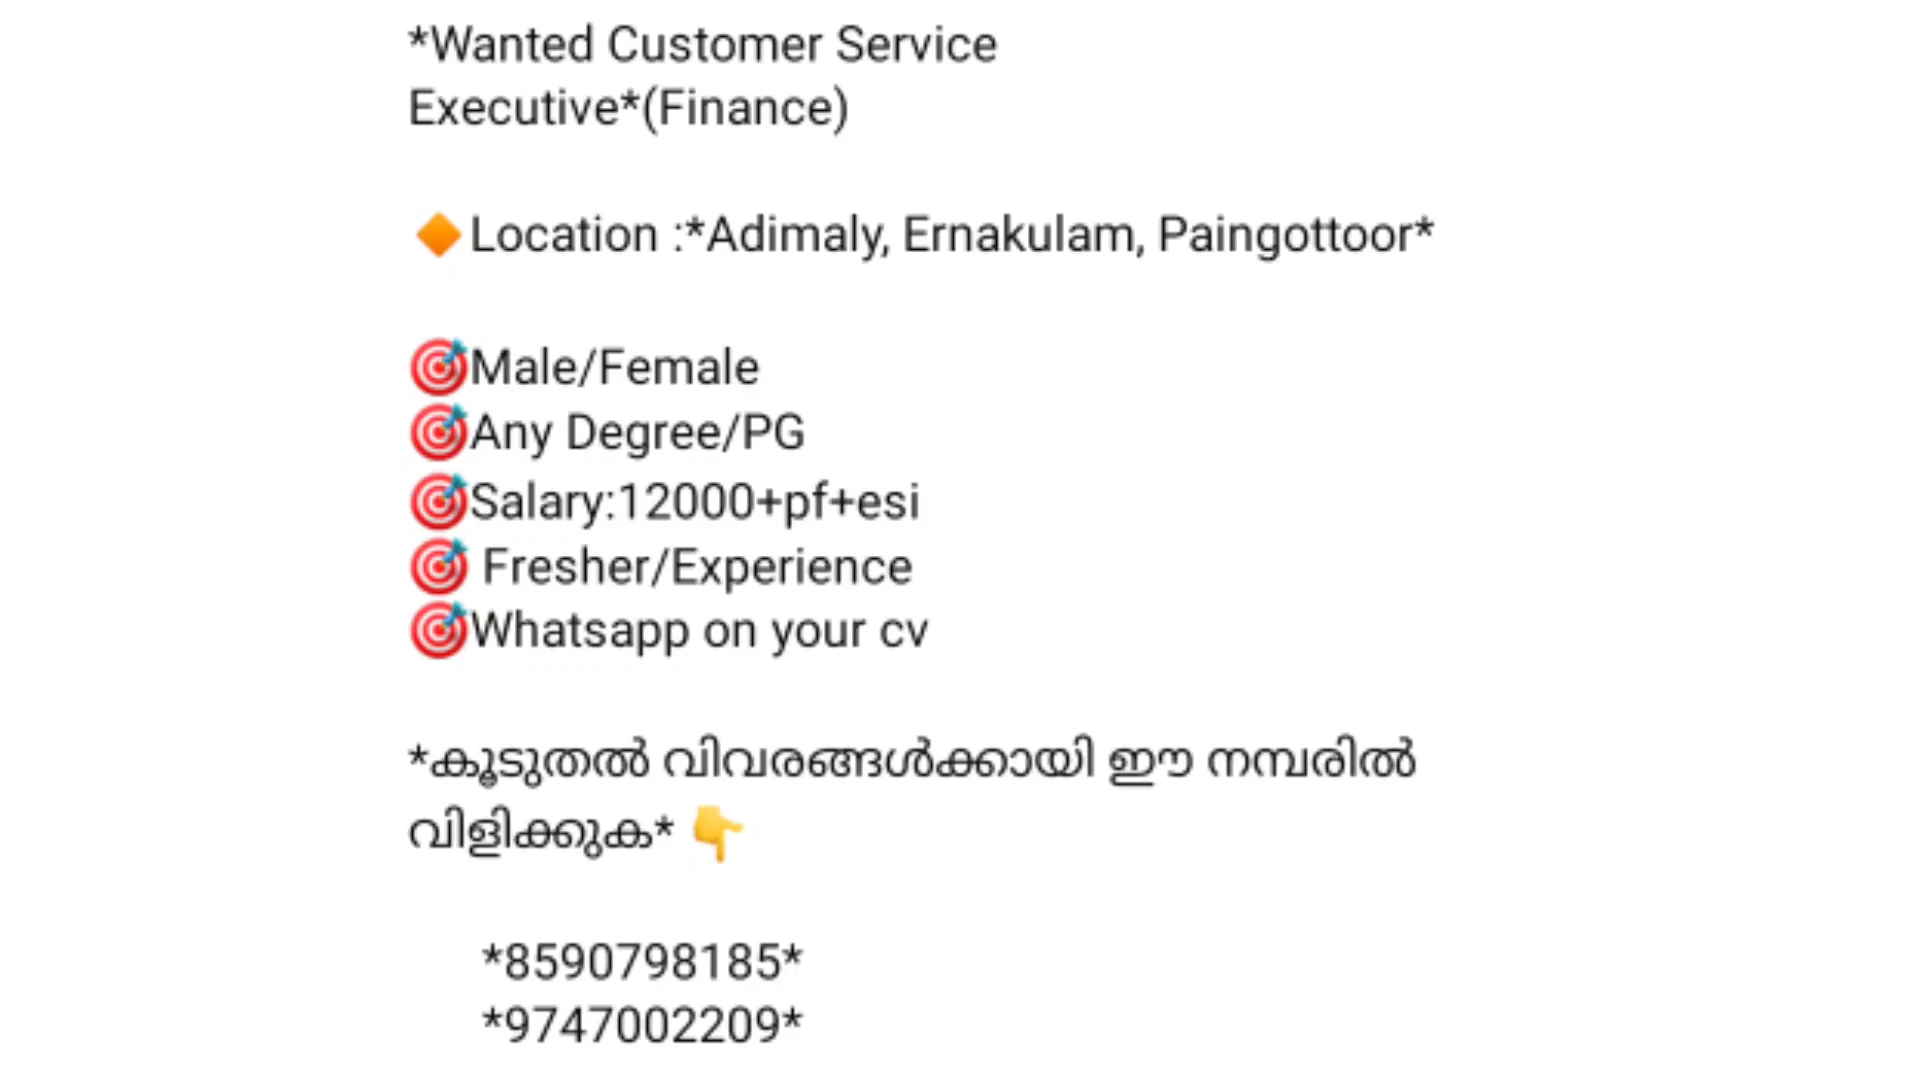 *Wanted Customer Service
Executive*(Finance)
🔶Location :*Adimaly, Ernakulam, Paingottoor*
🎯Male/Female
🎯Any Degree/PG
🎯Salary:12000+pf+esi
🎯 Fresher/Experience
🎯Whatsapp on your cv
*കൂടുതൽ വിവരങ്ങൾക്കായി ഈ നമ്പരിൽ
വിളിക്കുക* 👇
*8590798185*
*9747002209*